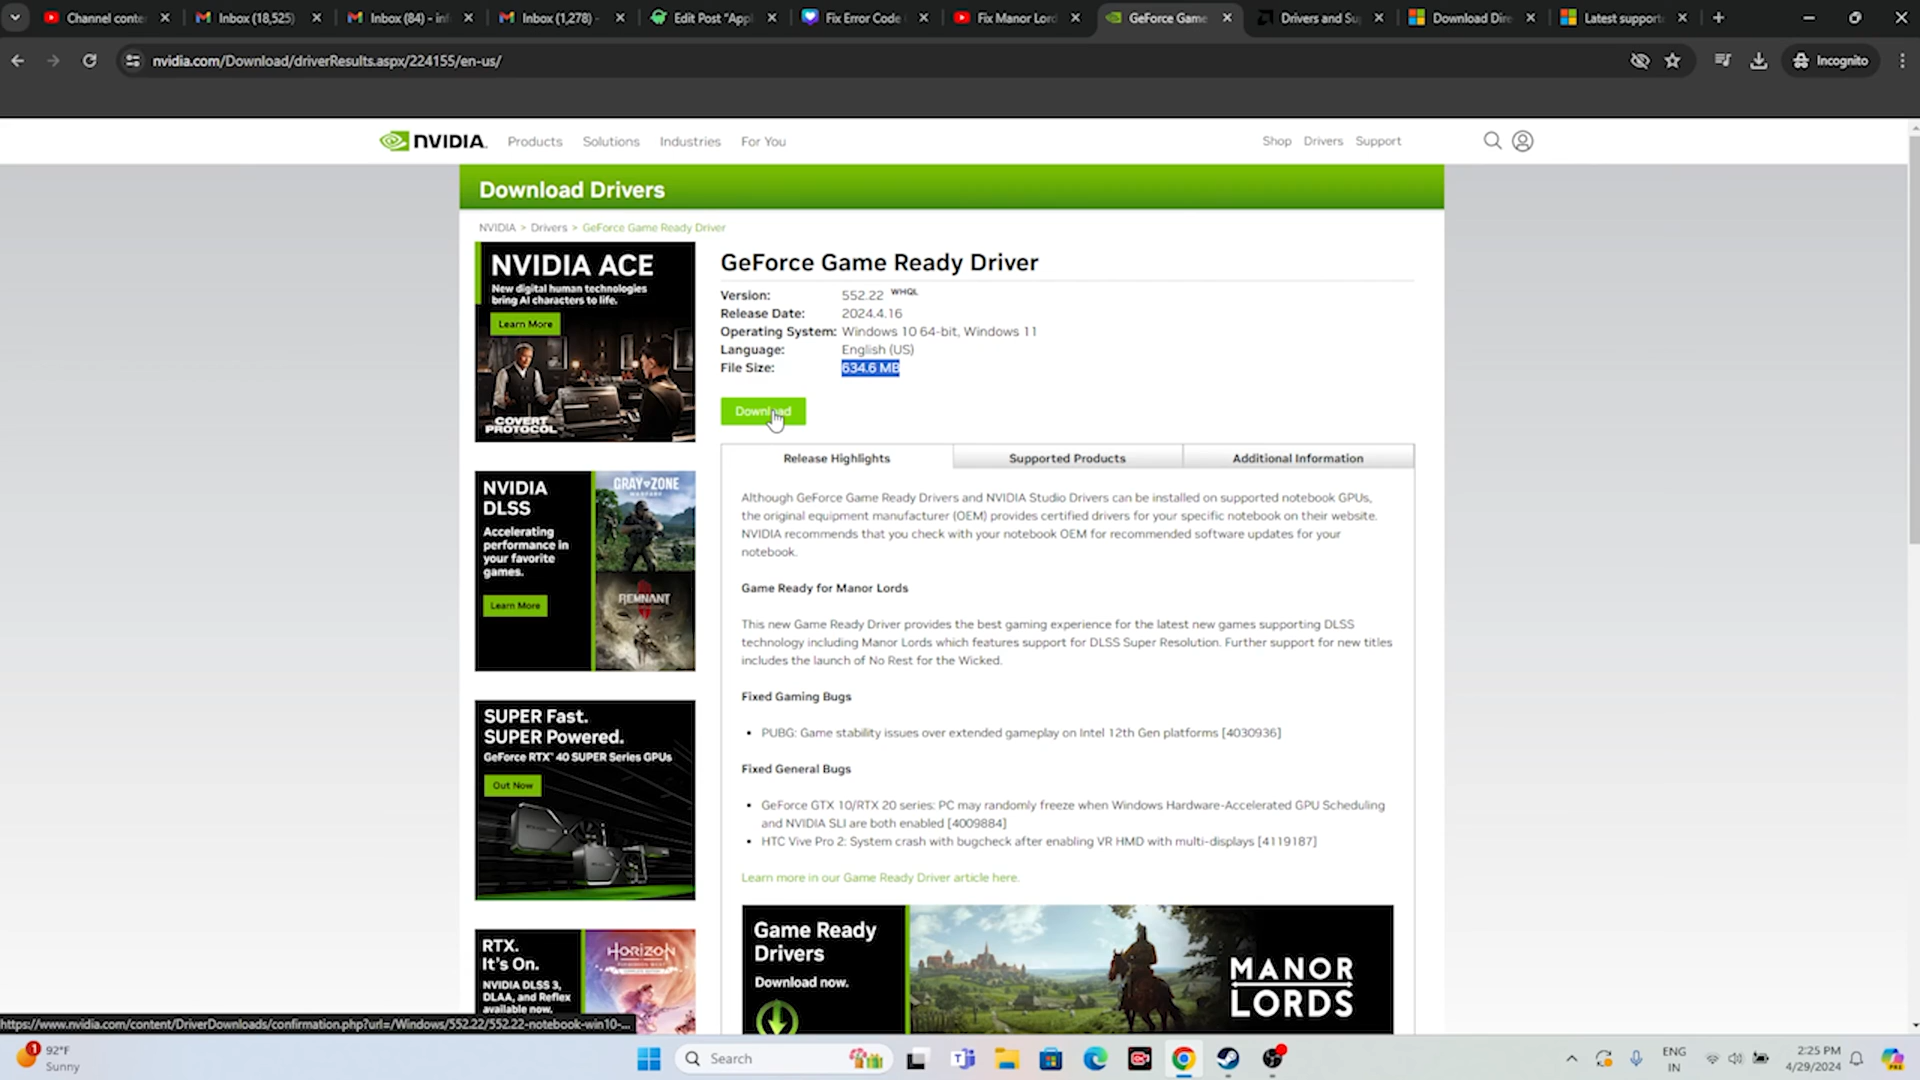 Channel conte
Inbox (18,525)
Inbox (84) - in
Inbox (1,278) -
Edit Post "App
Fix Error Code
Fix Manor Lord
GeForce Game
Drivers and Su
Download Dire
Latest support
nvidia.com/Download/driverResults.aspx/224155/en-us/
Incognito
NVIDIA. Products Solutions Industries For You Shop Drivers Support
Download Drivers
NVIDIA > Drivers > GeForce Game Ready Driver
NVIDIA ACE
New digital human technologies
bring AI characters to life.
Learn More
COVERT
PROTOCOL
GeForce Game Ready Driver
Version: 552.22 WHQL
Release Date: 2024.4.16
Operating System: Windows 10 64-bit, Windows 11
Language: English (US)
File Size: 634.6 MB
Download
Release Highlights Supported Products Additional Information
Although GeForce Game Ready Drivers and NVIDIA Studio Drivers can be installed on supported notebook GPUs,
the original equipment manufacturer (OEM) provides certified drivers for your specific notebook on their website.
NVIDIA recommends that you check with your notebook OEM for recommended software updates for your
notebook.
Game Ready for Manor Lords
This new Game Ready Driver provides the best gaming experience for the latest new games supporting DLSS
technology including Manor Lords which features support for DLSS Super Resolution. Further support for new titles
includes the launch of No Rest for the Wicked.
Fixed Gaming Bugs
• PUBG: Game stability issues over extended gameplay on Intel 12th Gen platforms [4030936]
Fixed General Bugs
• GeForce GTX 10/RTX 20 series: PC may randomly freeze when Windows Hardware-Accelerated GPU Scheduling
and NVIDIA SLI are both enabled [4009884]
• HTC Vive Pro 2: System crash with bugcheck after enabling VR HMD with multi-displays [4119187]
Learn more in our Game Ready Driver article here.
Game Ready
Drivers
Download now.
MANOR
LORDS
NVIDIA
DLSS
Accelerating
performance in
your favorite
games.
Learn More
GRAY ZONE
WARFARE
REMNANT
SUPER Fast.
SUPER Powered.
GeForce RTX™ 40 SUPER Series GPUs
Out Now
RTX.
It's On.
NVIDIA DLSS 3,
DLAA, and Reflex
available now.
HORIZON
https://www.nvidia.com/content/DriverDownloads/confirmation.php?url=/Windows/552.22/552.22-notebook-win10-...
1
92°F
Sunny
Search
ENG
IN
2:25 PM
4/29/2024
PRE